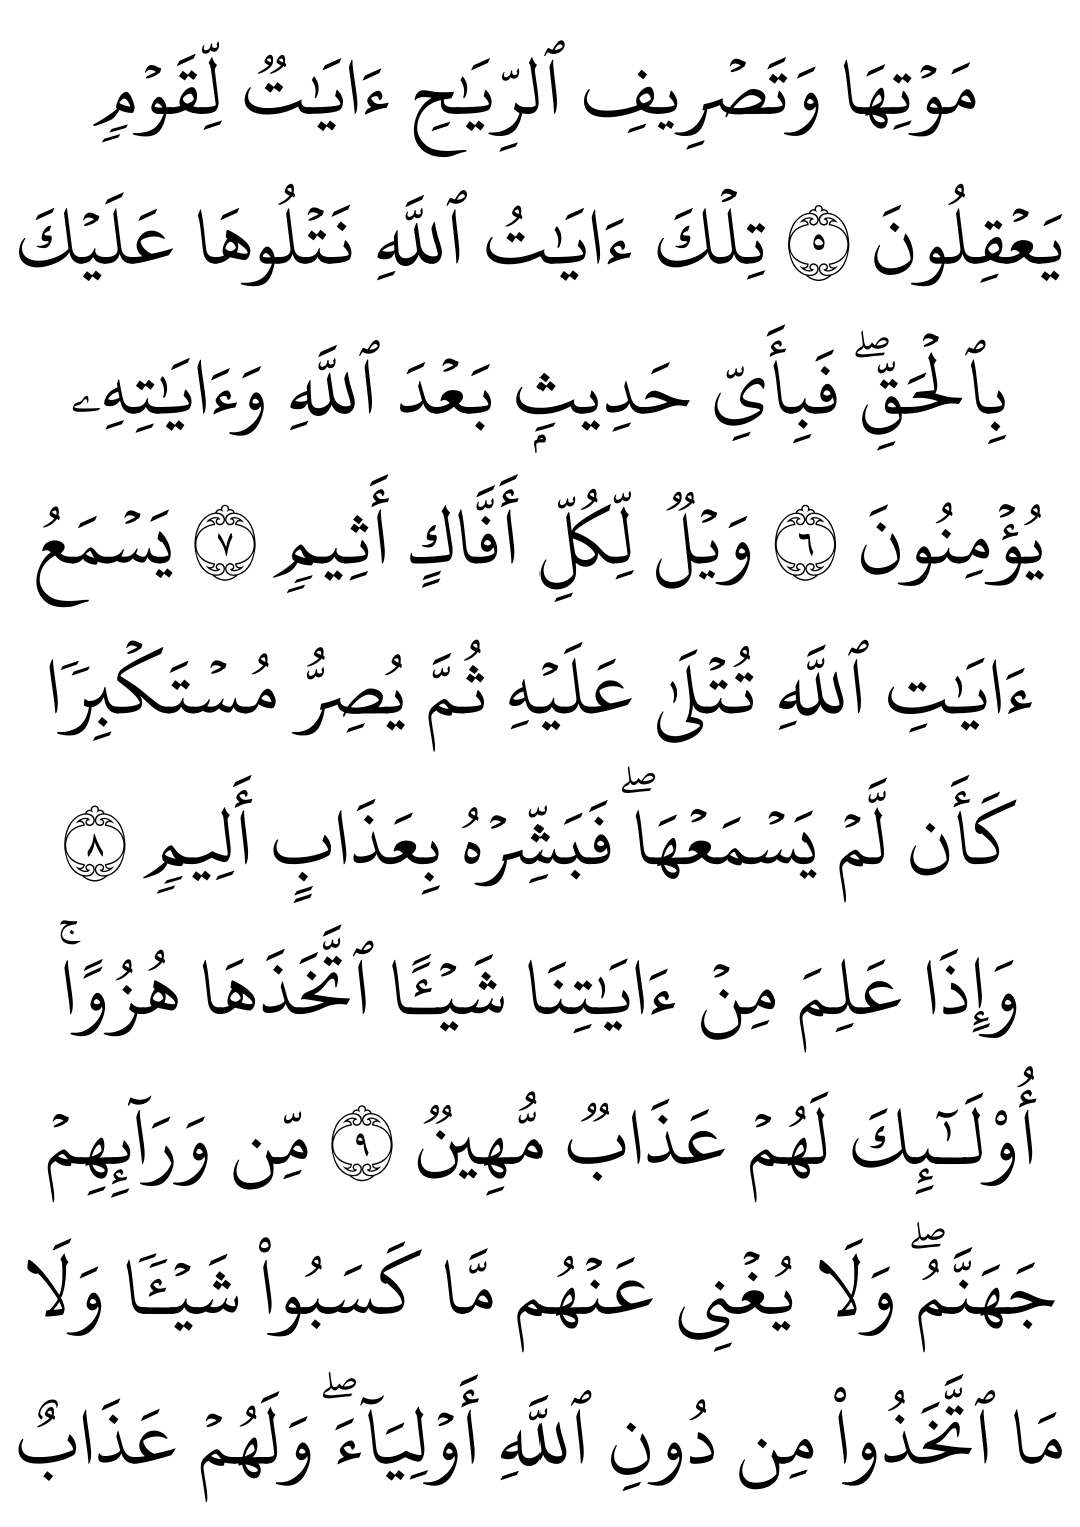 مَوْتِهَا وَتَصْرِيفِ ٱلرِّيَـٰحِ ءَايَـٰتٌ لِّقَوْمٍ
يَعْقِلُونَ ٥ تِلْكَ ءَايَـٰتُ ٱللَّهِ نَتْلُوهَا عَلَيْكَ
بِٱلْحَقِّ ۖ فَبِأَىِّ حَدِيثٍۭ بَعْدَ ٱللَّهِ وَءَايَـٰتِهِۦ
يُؤْمِنُونَ ٦ وَيْلٌ لِّكُلِّ أَفَّاكٍ أَثِيمٍ ٧ يَسْمَعُ
ءَايَـٰتِ ٱللَّهِ تُتْلَىٰ عَلَيْهِ ثُمَّ يُصِرُّ مُسْتَكْبِرًا
كَأَن لَّمْ يَسْمَعْهَا ۖ فَبَشِّرْهُ بِعَذَابٍ أَلِيمٍ ٨
وَإِذَا عَلِمَ مِنْ ءَايَـٰتِنَا شَيْـًٔا ٱتَّخَذَهَا هُزُوًا ۚ
أُو۟لَـٰٓئِكَ لَهُمْ عَذَابٌ مُّهِينٌ ٩ مِّن وَرَآئِهِمْ
جَهَنَّمُ ۖ وَلَا يُغْنِى عَنْهُم مَّا كَسَبُوا۟ شَيْـًٔا وَلَا
مَا ٱتَّخَذُوا۟ مِن دُونِ ٱللَّهِ أَوْلِيَآءَ ۖ وَلَهُمْ عَذَابٌ